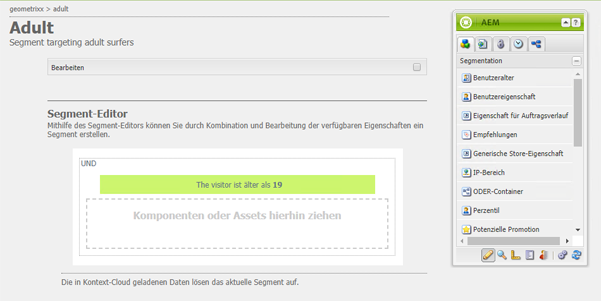 geometrixx > adult
Adult
Segment targeting adult surfers
Bearbeiten
Segment-Editor
Mithilfe des Segment-Editors können Sie durch Kombination und Bearbeitung der verfügbaren Eigenschaften ein
Segment erstellen.
UND
The visitor ist älter als 19
Komponenten oder Assets hierhin ziehen
Die in Kontext-Cloud geladenen Daten lösen das aktuelle Segment auf.
AEM
?
Segmentation
Benutzeralter
Benutzereigenschaft
Eigenschaft für Auftragsverlauf
Empfehlungen
Generische Store-Eigenschaft
IP-Bereich
ODER-Container
Perzentil
Potenzielle Promotion